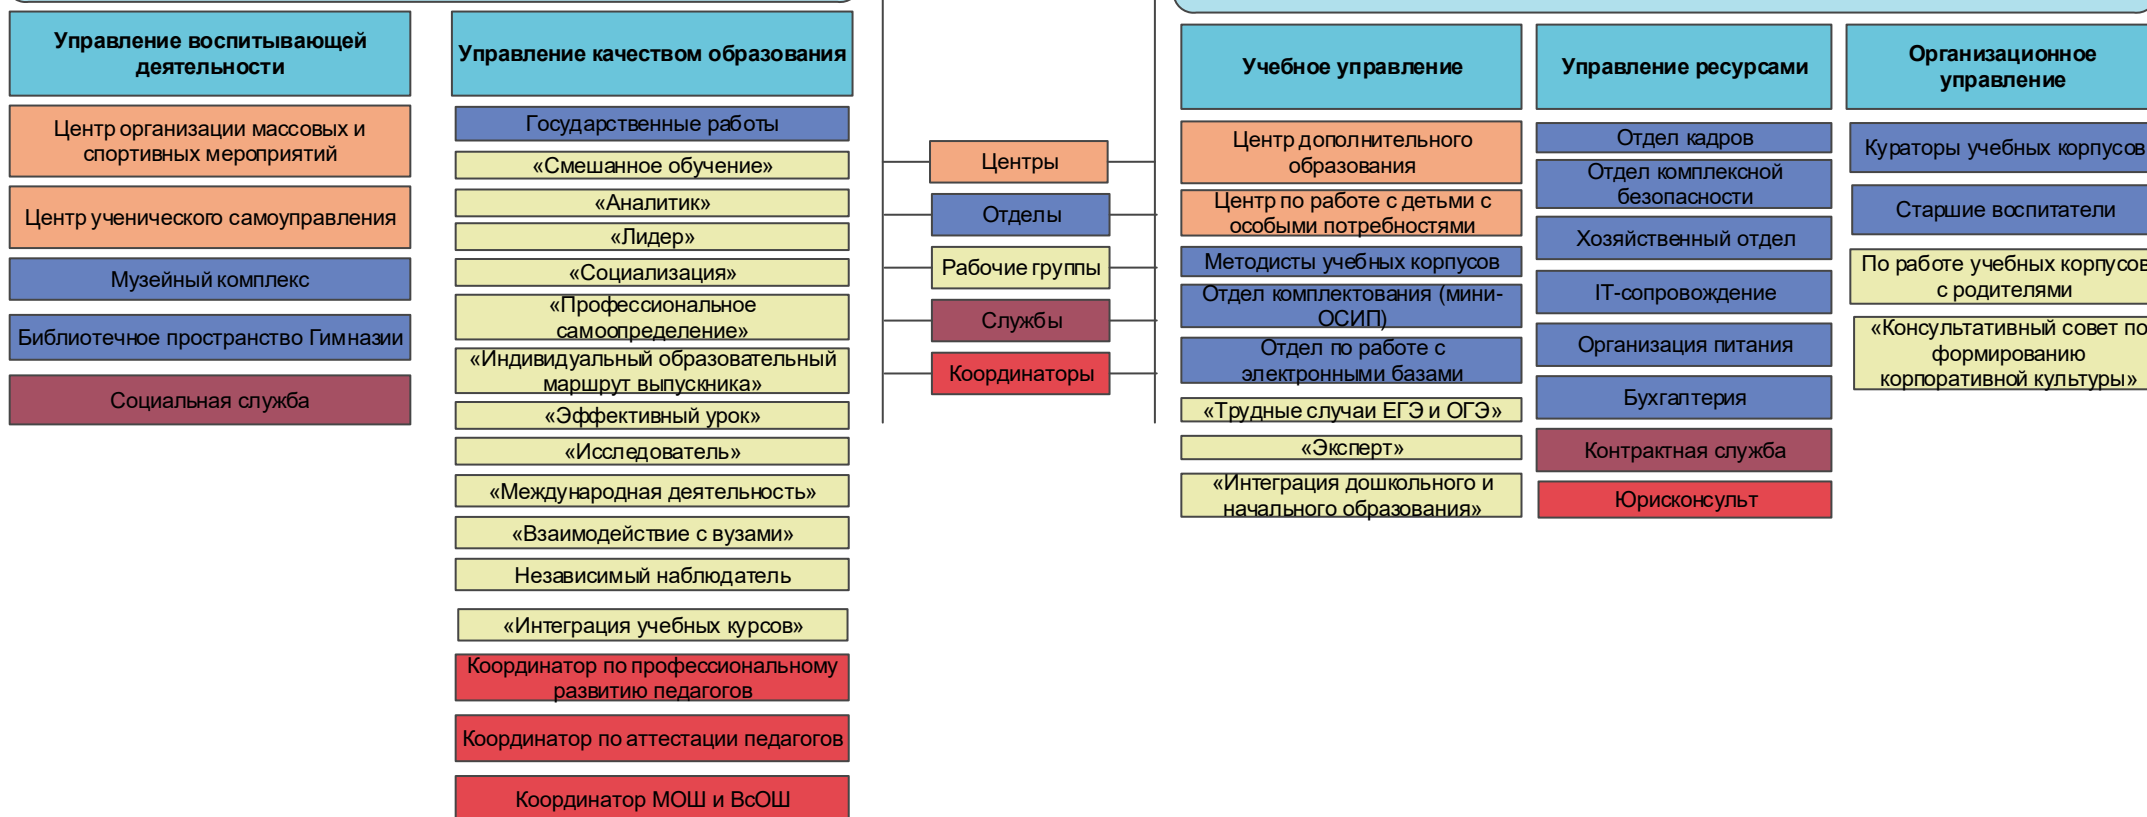 Управление воспитывающей
деятельности
Центр организации массовых и
спортивных мероприятий
Центр ученического самоуправления
Музейный комплекс
Библиотечное пространство Гимназии
Социальная служба
Управление качеством образования
Государственные работы
«Смешанное обучение»
«Аналитик»
«Лидер»
«Социализация»
«Профессиональное
самоопределение»
«Индивидуальный образовательный
маршрут выпускника»
«Эффективный урок»
«Исследователь»
«Международная деятельность»
«Взаимодействие с вузами»
Независимый наблюдатель
«Интеграция учебных курсов»
Координатор по профессиональному
развитию педагогов
Координатор по аттестации педагогов
Координатор МОШ и ВсОШ
Центры
Отделы
Рабочие группы
Службы
Координаторы
Учебное управление
Центр дополнительного
образования
Центр по работе с детьми с
особыми потребностями
Методисты учебных корпусов
Отдел комплектования (мини-
ОСИП)
Отдел по работе с
электронными базами
«Трудные случаи ЕГЭ и ОГЭ»
«Эксперт»
«Интеграция дошкольного и
начального образования»
Управление ресурсами
Отдел кадров
Отдел комплексной
безопасности
Хозяйственный отдел
IT-сопровождение
Организация питания
Бухгалтерия
Контрактная служба
Юрисконсульт
Организационное
управление
Кураторы учебных корпусов
Старшие воспитатели
По работе учебных корпусов
с родителями
«Консультативный совет по
формированию
корпоративной культуры»